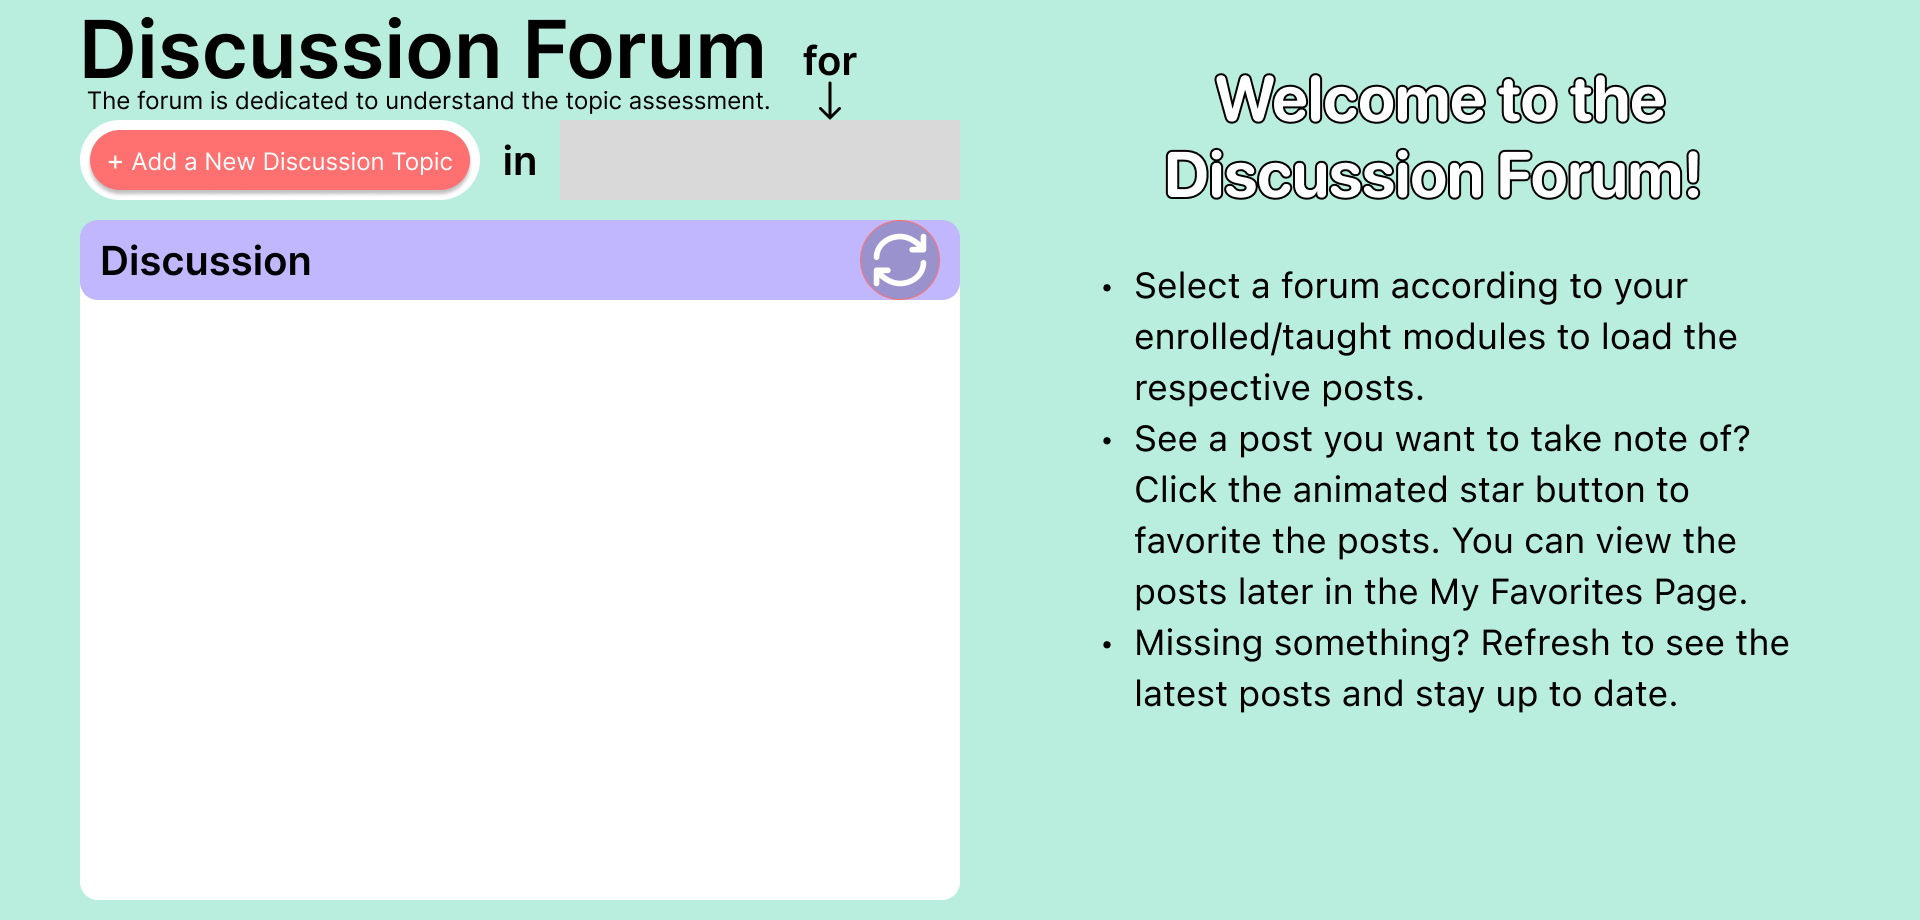 Discussion Forum for
The forum is dedicated to understand the topic assessment.
+ Add a New Discussion Topic in
Discussion
Welcome to the
Discussion Forum!
• Select a forum according to your
enrolled/taught modules to load the
respective posts.
• See a post you want to take note of?
Click the animated star button to
favorite the posts. You can view the
posts later in the My Favorites Page.
• Missing something? Refresh to see the
latest posts and stay up to date.